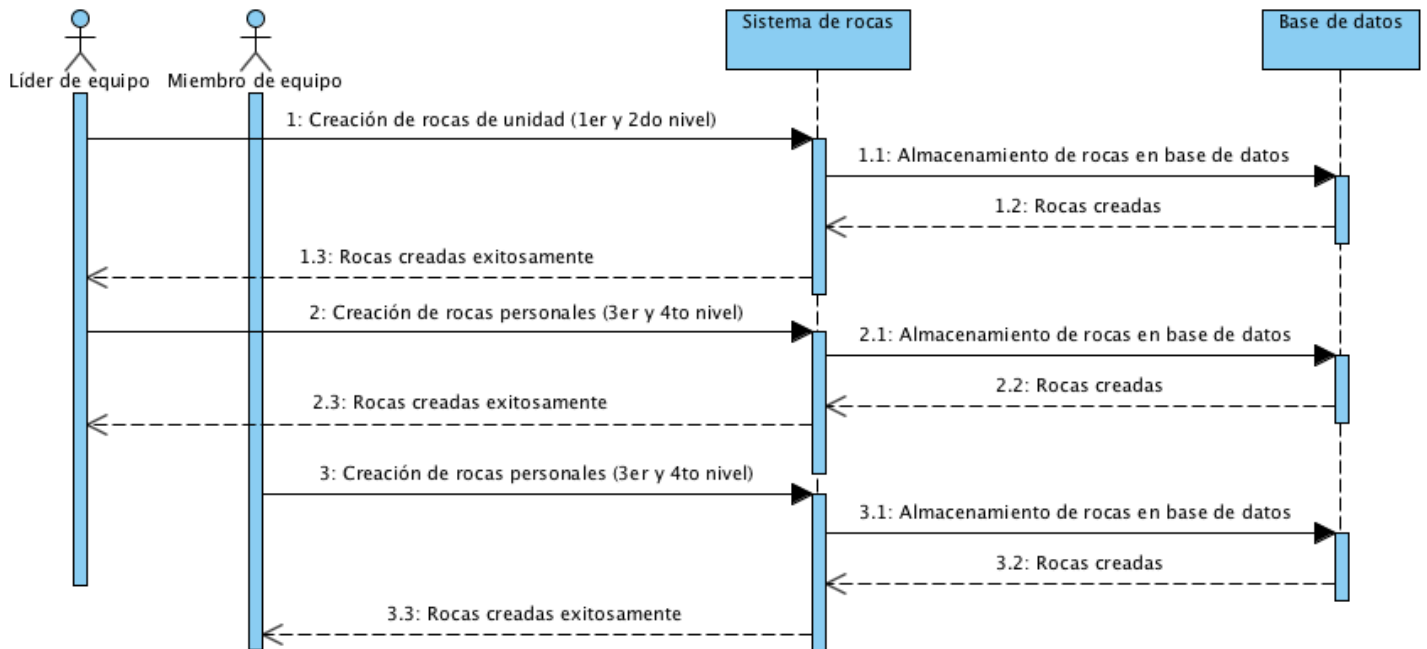 Sistema de rocas
Base de datos
Líder de equipo
Miembro de equipo
1: Creación de rocas de unidad (1er y 2do nivel)
1.1: Almacenamiento de rocas en base de datos
1.2: Rocas creadas
1.3: Rocas creadas exitosamente
2: Creación de rocas personales (3er y 4to nivel)
2.1: Almacenamiento de rocas en base de datos
2.2: Rocas creadas
2.3: Rocas creadas exitosamente
3: Creación de rocas personales (3er y 4to nivel)
3.1: Almacenamiento de rocas en base de datos
3.2: Rocas creadas
3.3: Rocas creadas exitosamente